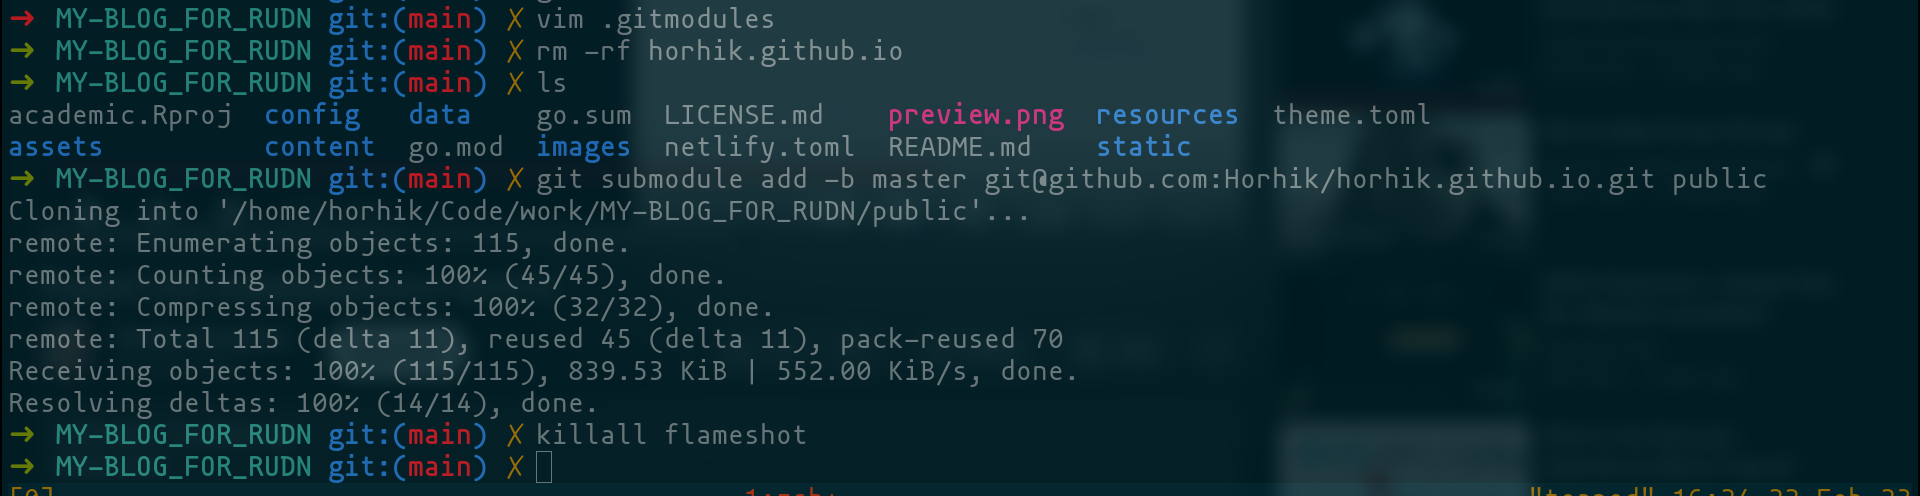 → MY-BLOG_FOR_RUDN git:(main) ✗ vim .gitmodules
→ MY-BLOG_FOR_RUDN git:(main) ✗ rm -rf horhik.github.io
→ MY-BLOG_FOR_RUDN git:(main) ✗ ls
academic.Rproj config data go.sum LICENSE.md preview.png resources theme.toml
assets content go.mod images netlify.toml README.md static
→ MY-BLOG_FOR_RUDN git:(main) ✗ git submodule add -b master git@github.com:Horhik/horhik.github.io.git public
Cloning into '/home/horhik/Code/work/MY-BLOG_FOR_RUDN/public'...
remote: Enumerating objects: 115, done.
remote: Counting objects: 100% (45/45), done.
remote: Compressing objects: 100% (32/32), done.
remote: Total 115 (delta 11), reused 45 (delta 11), pack-reused 70
Receiving objects: 100% (115/115), 839.53 KiB | 552.00 KiB/s, done.
Resolving deltas: 100% (14/14), done.
→ MY-BLOG_FOR_RUDN git:(main) ✗ killall flameshot
→ MY-BLOG_FOR_RUDN git:(main) ✗